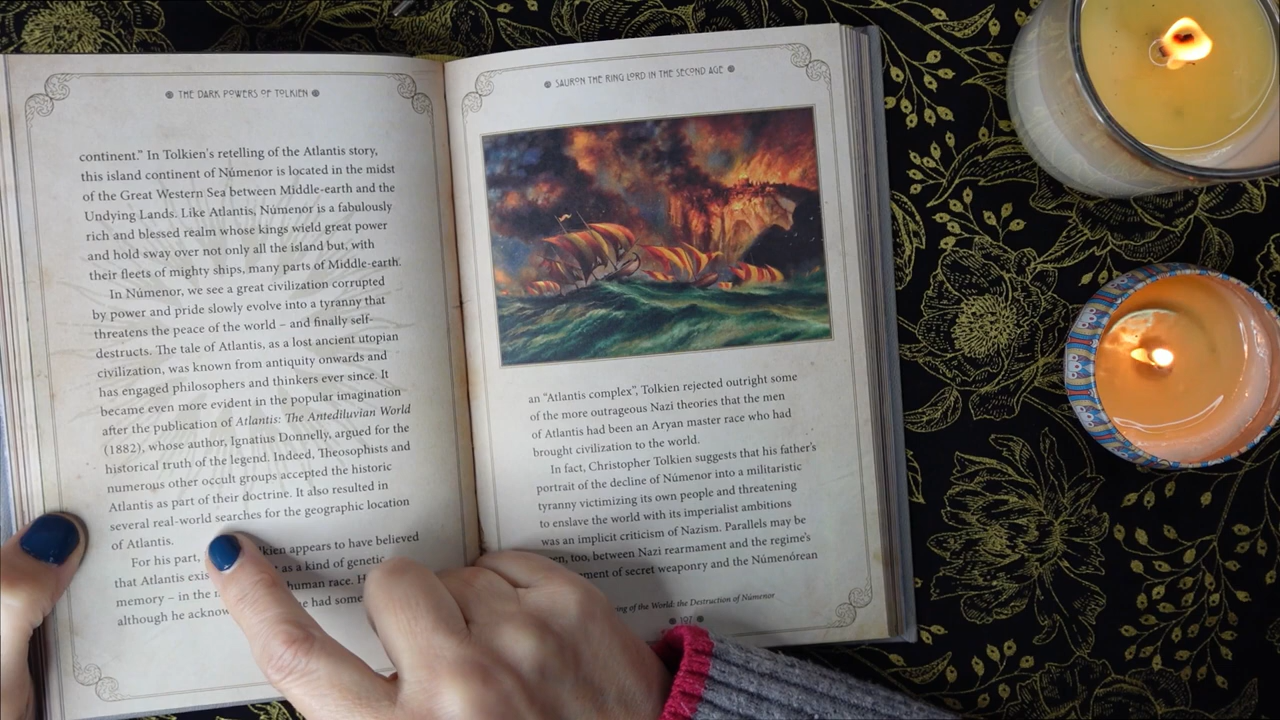 THE DARK POWERS OF TOLKIEN
continent." In Tolkien's retelling of the Atlantis story,
this island continent of Númenor is located in the midst
of the Great Western Sea between Middle-earth and the
Undying Lands. Like Atlantis, Númenor is a fabulously
rich and blessed realm whose kings wield great power
and hold sway over not only all the island but, with
their fleets of mighty ships, many parts of Middle-earth.
In Númenor, we see a great civilization corrupted
by power and pride slowly evolve into a tyranny that
threatens the peace of the world – and finally self-
destructs. The tale of Atlantis, as a lost ancient utopian
civilization, was known from antiquity onwards and
has engaged philosophers and thinkers ever since. It
became even more evident in the popular imagination
after the publication of Atlantis: The Antediluvian World
(1882), whose author, Ignatius Donnelly, argued for the
historical truth of the legend. Indeed, Theosophists and
numerous other occult groups accepted the historic
Atlantis as part of their doctrine. It also resulted in
several real-world searches for the geographic location
of Atlantis.
For his part, appears to have believed
that Atlantis as a kind of genetic
memory – in the human race.
although he had some
SAURON THE RING LORD IN THE SECOND AGE
an "Atlantis complex", Tolkien rejected outright some
of the more outrageous Nazi theories that the men
of Atlantis had been an Aryan master race who had
brought civilization to the world.
In fact, Christopher Tolkien suggests that his father's
portrait of the decline of Númenor into a militaristic
tyranny victimizing its own people and threatening
to enslave the world with its imperialist ambitions
was an implicit criticism of Nazism. Parallels may be
too, between Nazi rearmament and the regime's
of secret weaponry and the Númenórean
of the World: the Destruction of Númenor